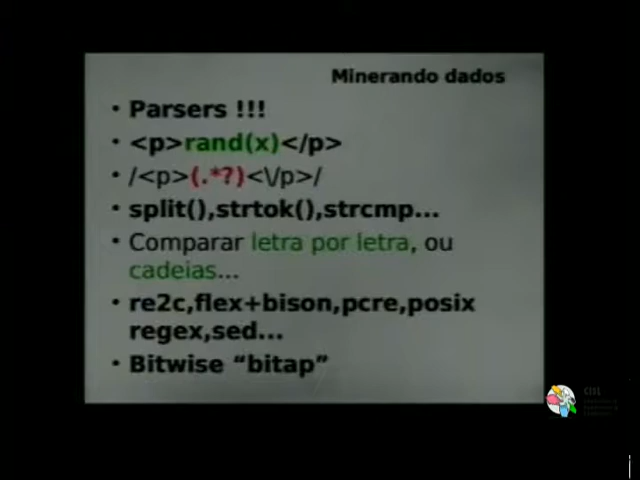 Minerando dados
• Parsers !!!
• <p>rand(x)</p>
• /<p>(.*?)<\/p>/
• split(),strtok(),strcmp...
• Comparar letra por letra, ou
cadeias...
• re2c,flex+bison,pcre,posix
regex,sed...
• Bitwise “bitap”